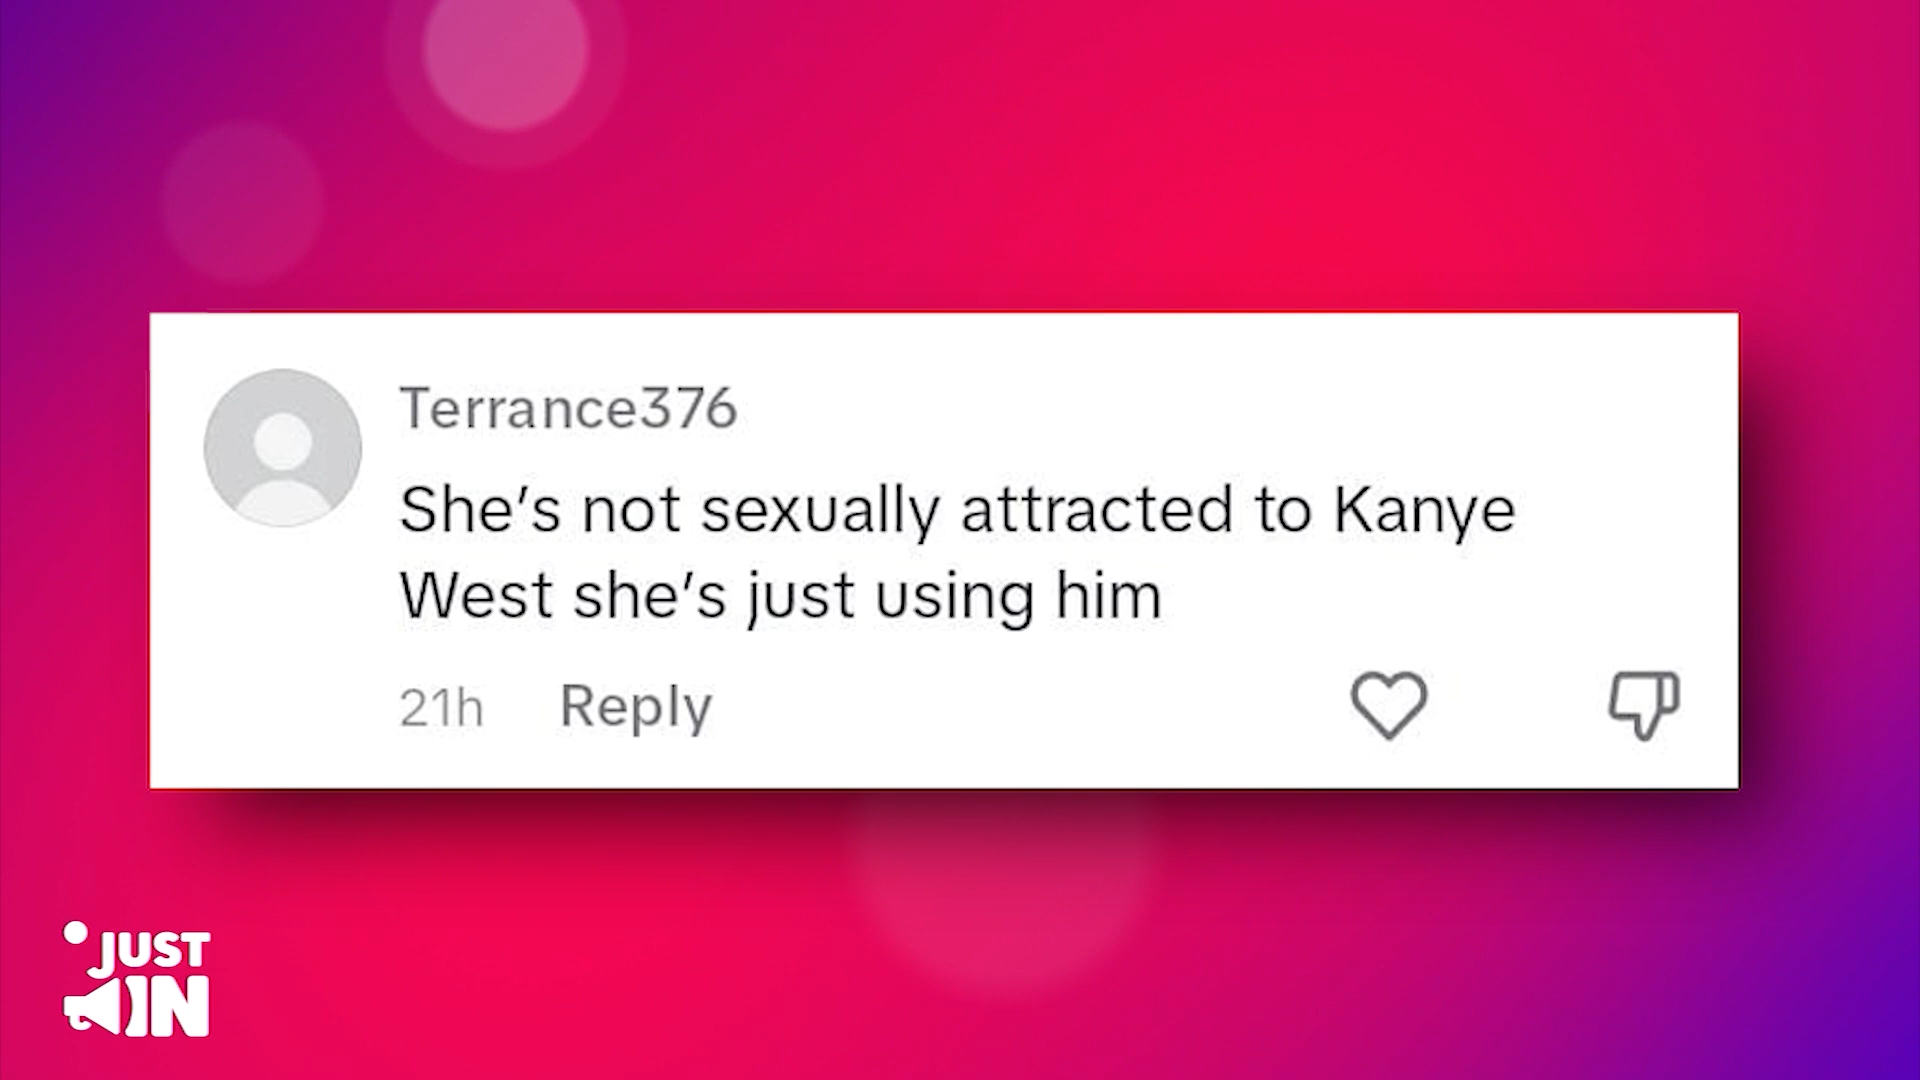 Terrance376
She’s not sexually attracted to Kanye
West she’s just using him
21h Reply
JUST
IN